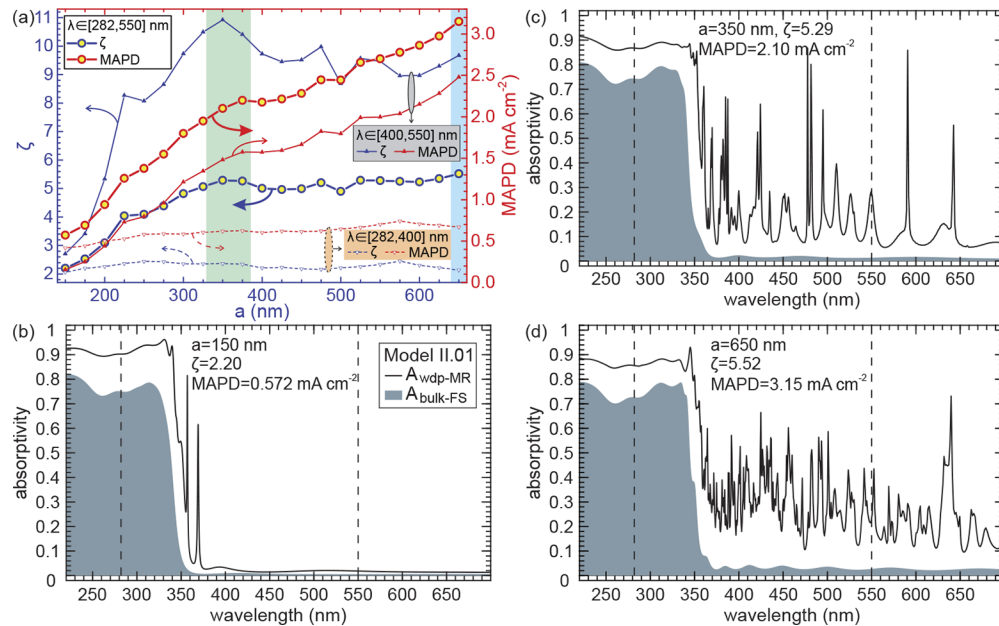 (a)
λ∈[282,550] nm
ζ
MAPD
λ∈[400,550] nm
ζ MAPD
λ∈[282,400] nm
ζ MAPD
ζ
11
10
9
8
7
6
5
4
3
2
200 300 400 500 600
a (nm)
3.0
2.5
2.0
1.5
1.0
0.5
0.0
MAPD (mA cm-2)
(b)
a=150 nm
ζ=2.20
MAPD=0.572 mA cm-2
Model II.01
Awdp-MR
Abulk-FS
absorptivity
1
0.9
0.8
0.7
0.6
0.5
0.4
0.3
0.2
0.1
0
250 300 350 400 450 500 550 600 650
wavelength (nm)
(c)
a=350 nm, ζ=5.29
MAPD=2.10 mA cm-2
absorptivity
1
0.9
0.8
0.7
0.6
0.5
0.4
0.3
0.2
0.1
0
250 300 350 400 450 500 550 600 650
wavelength (nm)
(d)
a=650 nm
ζ=5.52
MAPD=3.15 mA cm-2
absorptivity
1
0.9
0.8
0.7
0.6
0.5
0.4
0.3
0.2
0.1
0
250 300 350 400 450 500 550 600 650
wavelength (nm)